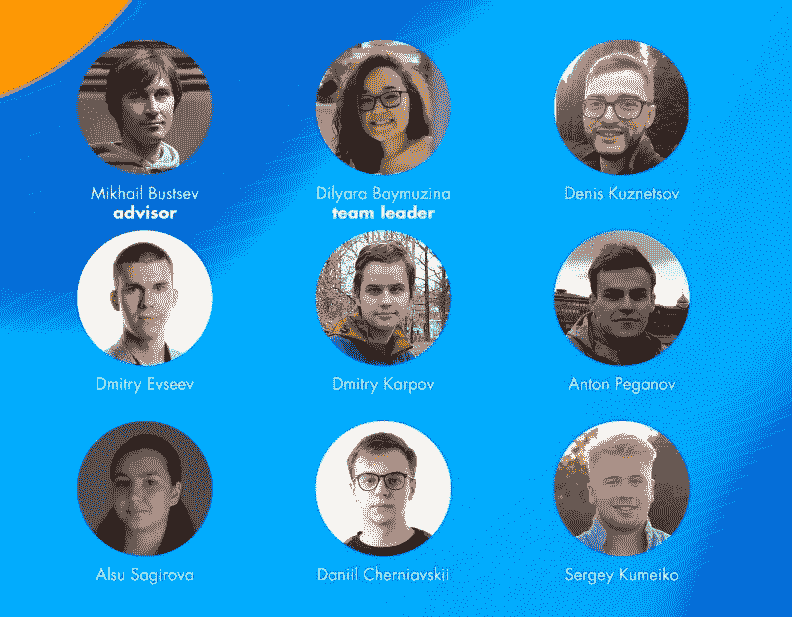 Mikhail Bustsev
advisor
Dilyara Baymuzina
team leader
Denis Kuznetsov
Dmitry Evseev
Dmitry Karpov
Anton Peganov
Alsu Sagirova
Daniil Cherniavskii
Sergey Kumeiko